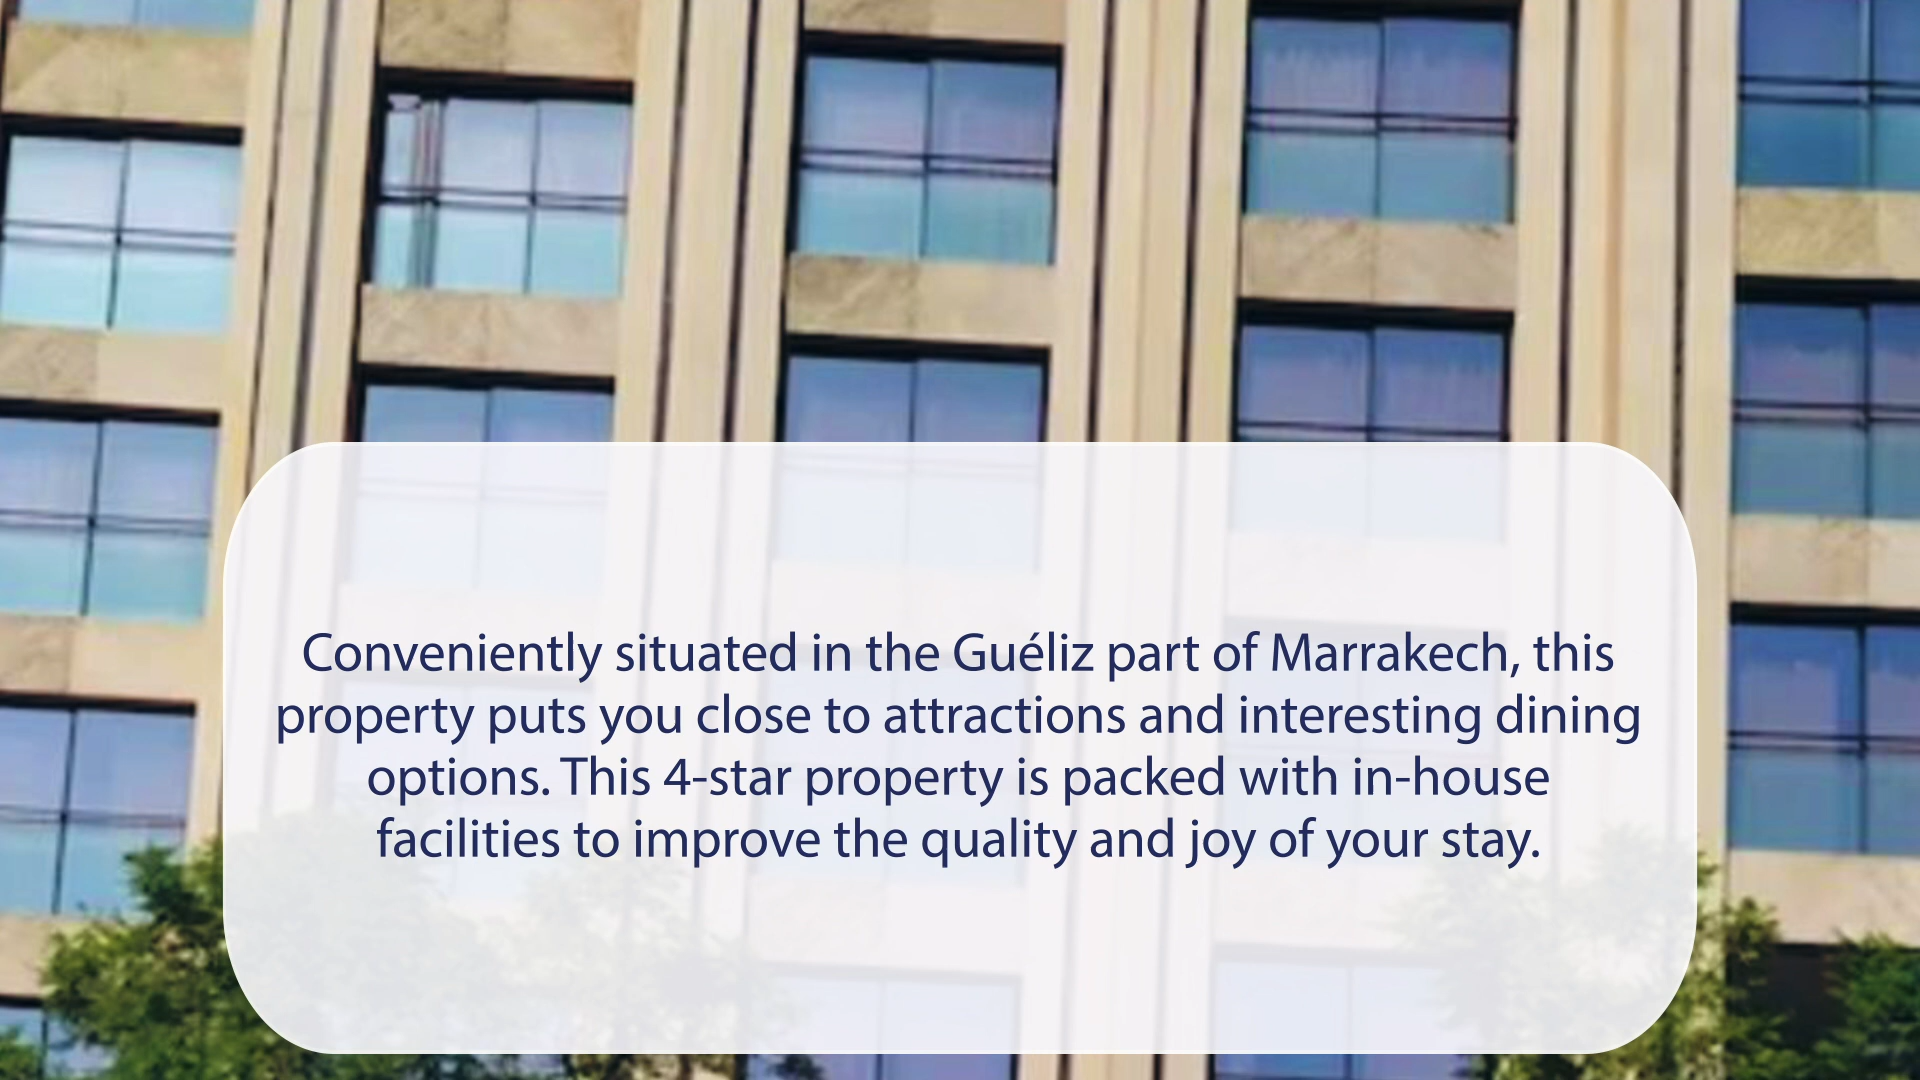 Conveniently situated in the Guéliz part of Marrakech, this
property puts you close to attractions and interesting dining
options. This 4-star property is packed with in-house
facilities to improve the quality and joy of your stay.